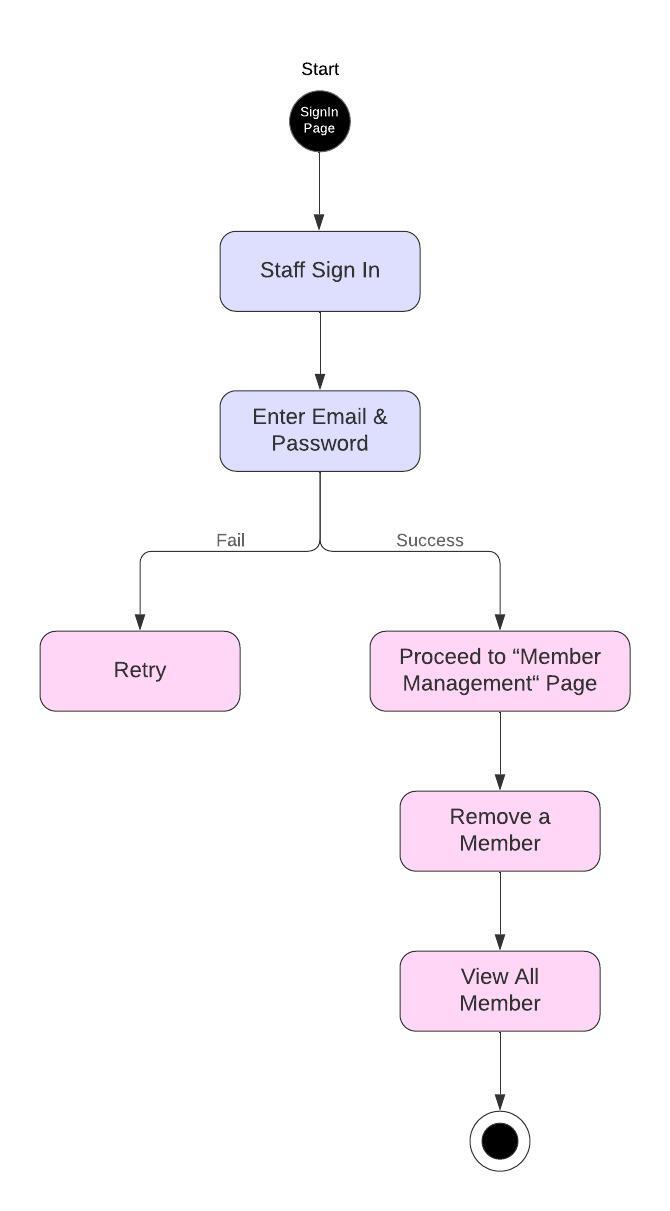 Start
SignIn
Page
Staff Sign In
Enter Email &
Password
Fail
Success
Retry
Proceed to “Member
Management“ Page
Remove a
Member
View All
Member